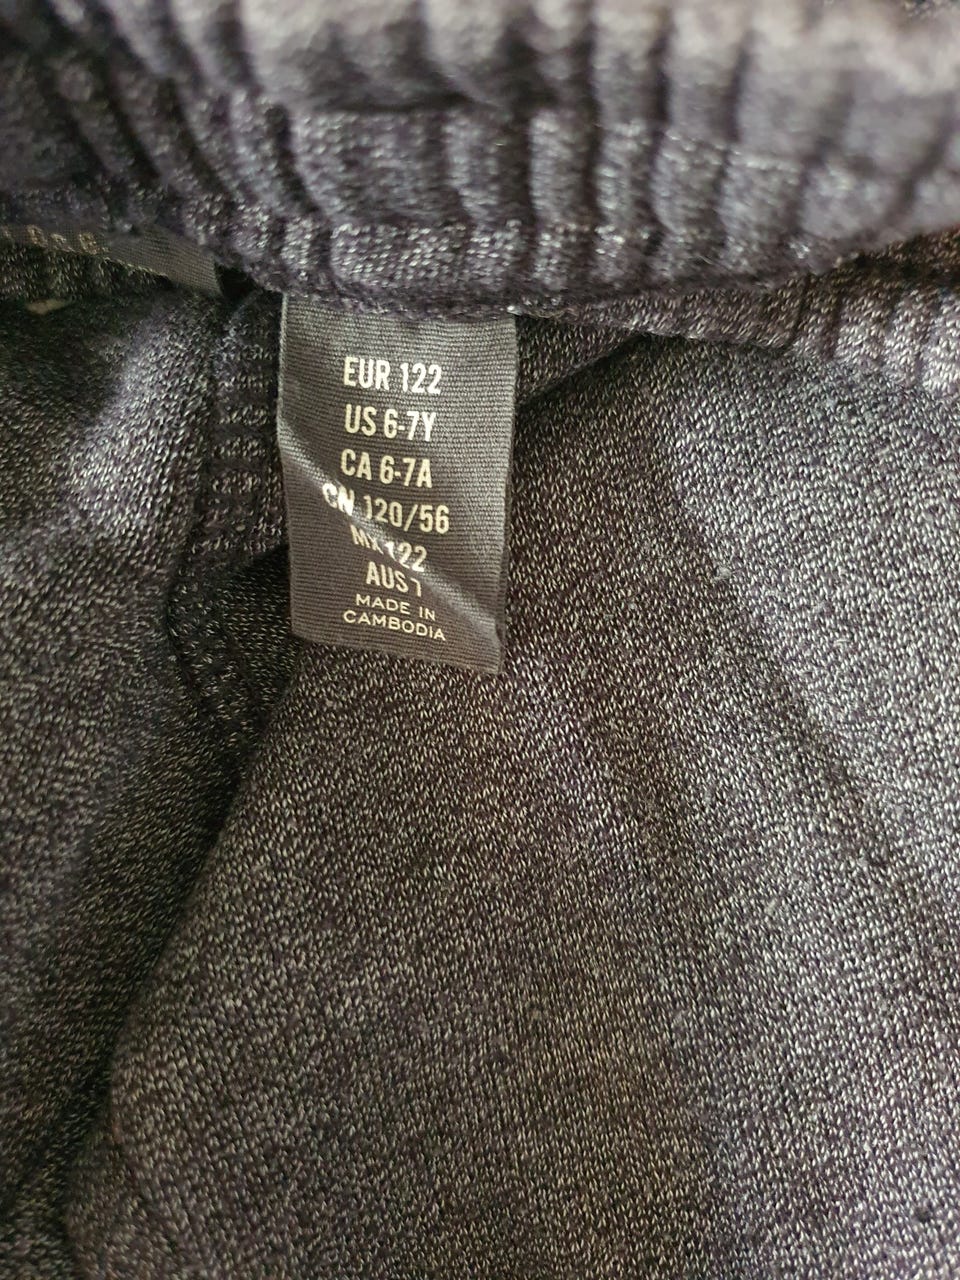 EUR 122
US 6-7Y
CA 6-7A
CN 120/56
MX 122
AUS 7
MADE IN
CAMBODIA